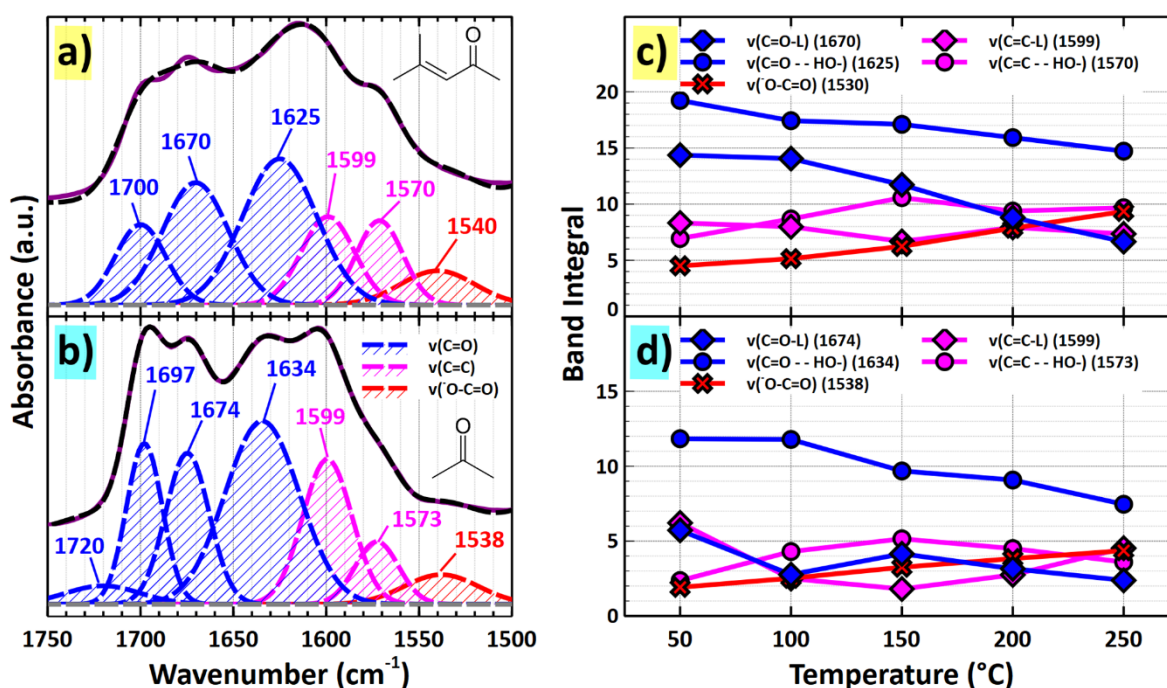 a)
1700
1670
1625
1599
1570
1540
O
Absorbance (a.u.)
b)
1720
1697
1674
1634
1599
1573
1538
ν(C=O)
ν(C=C)
ν(⁻O-C=O)
O
1750 1700 1650 1600 1550 1500
Wavenumber (cm⁻¹)
c)
ν(C=O-L) (1670)
ν(C=O - - HO-) (1625)
ν(⁻O-C=O) (1530)
ν(C=C-L) (1599)
ν(C=C - - HO-) (1570)
20
15
10
5
0
Band Integral
d)
ν(C=O-L) (1674)
ν(C=O - - HO-) (1634)
ν(⁻O-C=O) (1538)
ν(C=C-L) (1599)
ν(C=C - - HO-) (1573)
15
10
5
0
50 100 150 200 250
Temperature (°C)